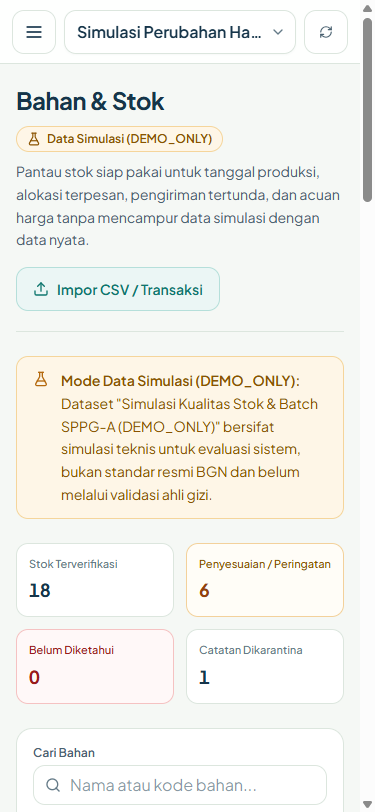 Simulasi Perubahan Ha...
Bahan & Stok
Data Simulasi (DEMO_ONLY)
Pantau stok siap pakai untuk tanggal produksi,
alokasi terpesan, pengiriman tertunda, dan acuan
harga tanpa mencampur data simulasi dengan
data nyata.
Impor CSV / Transaksi
Mode Data Simulasi (DEMO_ONLY):
Dataset "Simulasi Kualitas Stok & Batch
SPPG-A (DEMO_ONLY)" bersifat
simulasi teknis untuk evaluasi sistem,
bukan standar resmi BGN dan belum
melalui validasi ahli gizi.
Stok Terverifikasi
18
Penyesuaian / Peringatan
6
Belum Diketahui
0
Catatan Dikarantina
1
Cari Bahan
Nama atau kode bahan...